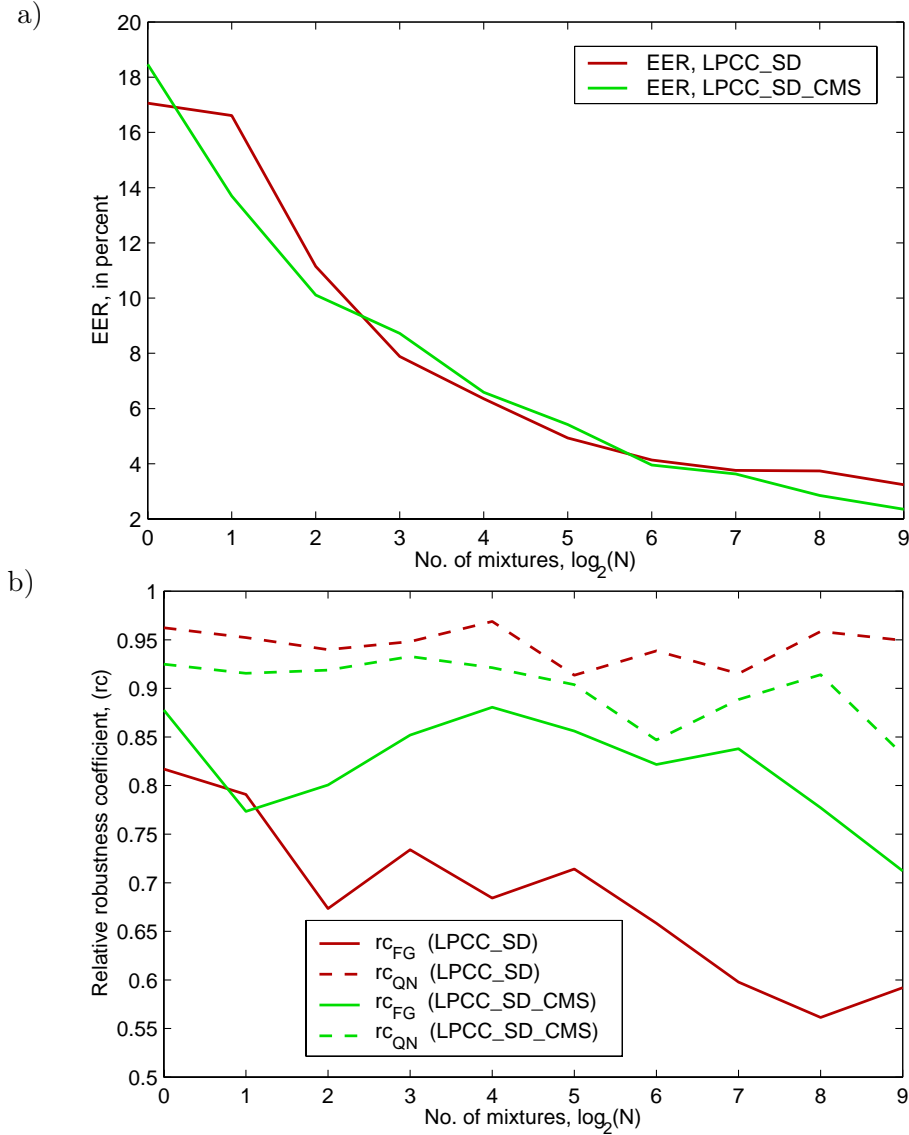 a)
20
18
16
14
12
10
8
6
4
2
EER, in percent
EER, LPCC_SD
EER, LPCC_SD_CMS
0 1 2 3 4 5 6 7 8 9
No. of mixtures, log2(N)
b)
1
0.95
0.9
0.85
0.8
0.75
0.7
0.65
0.6
0.55
0.5
Relative robustness coefficient, (rc)
rcFG (LPCC_SD)
rcQN (LPCC_SD)
rcFG (LPCC_SD_CMS)
rcQN (LPCC_SD_CMS)
0 1 2 3 4 5 6 7 8 9
No. of mixtures, log2(N)